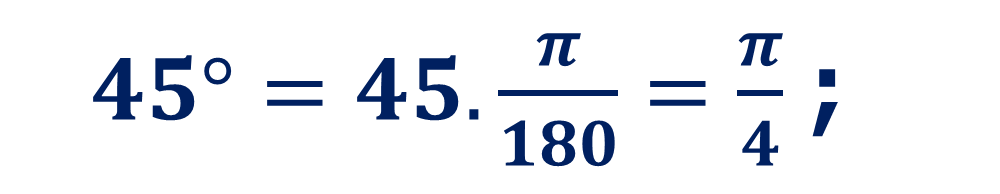 45° = 45. π/180 = π/4 ;